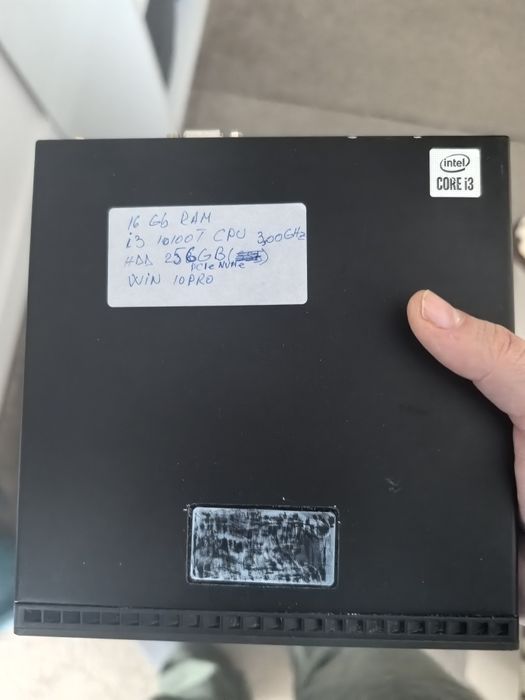 intel
CORE i3
16 Gb RAM
i3 10100T CPU 3,00GHz
HDD 256GB()
PCIe NVMe
WIN 10PRO